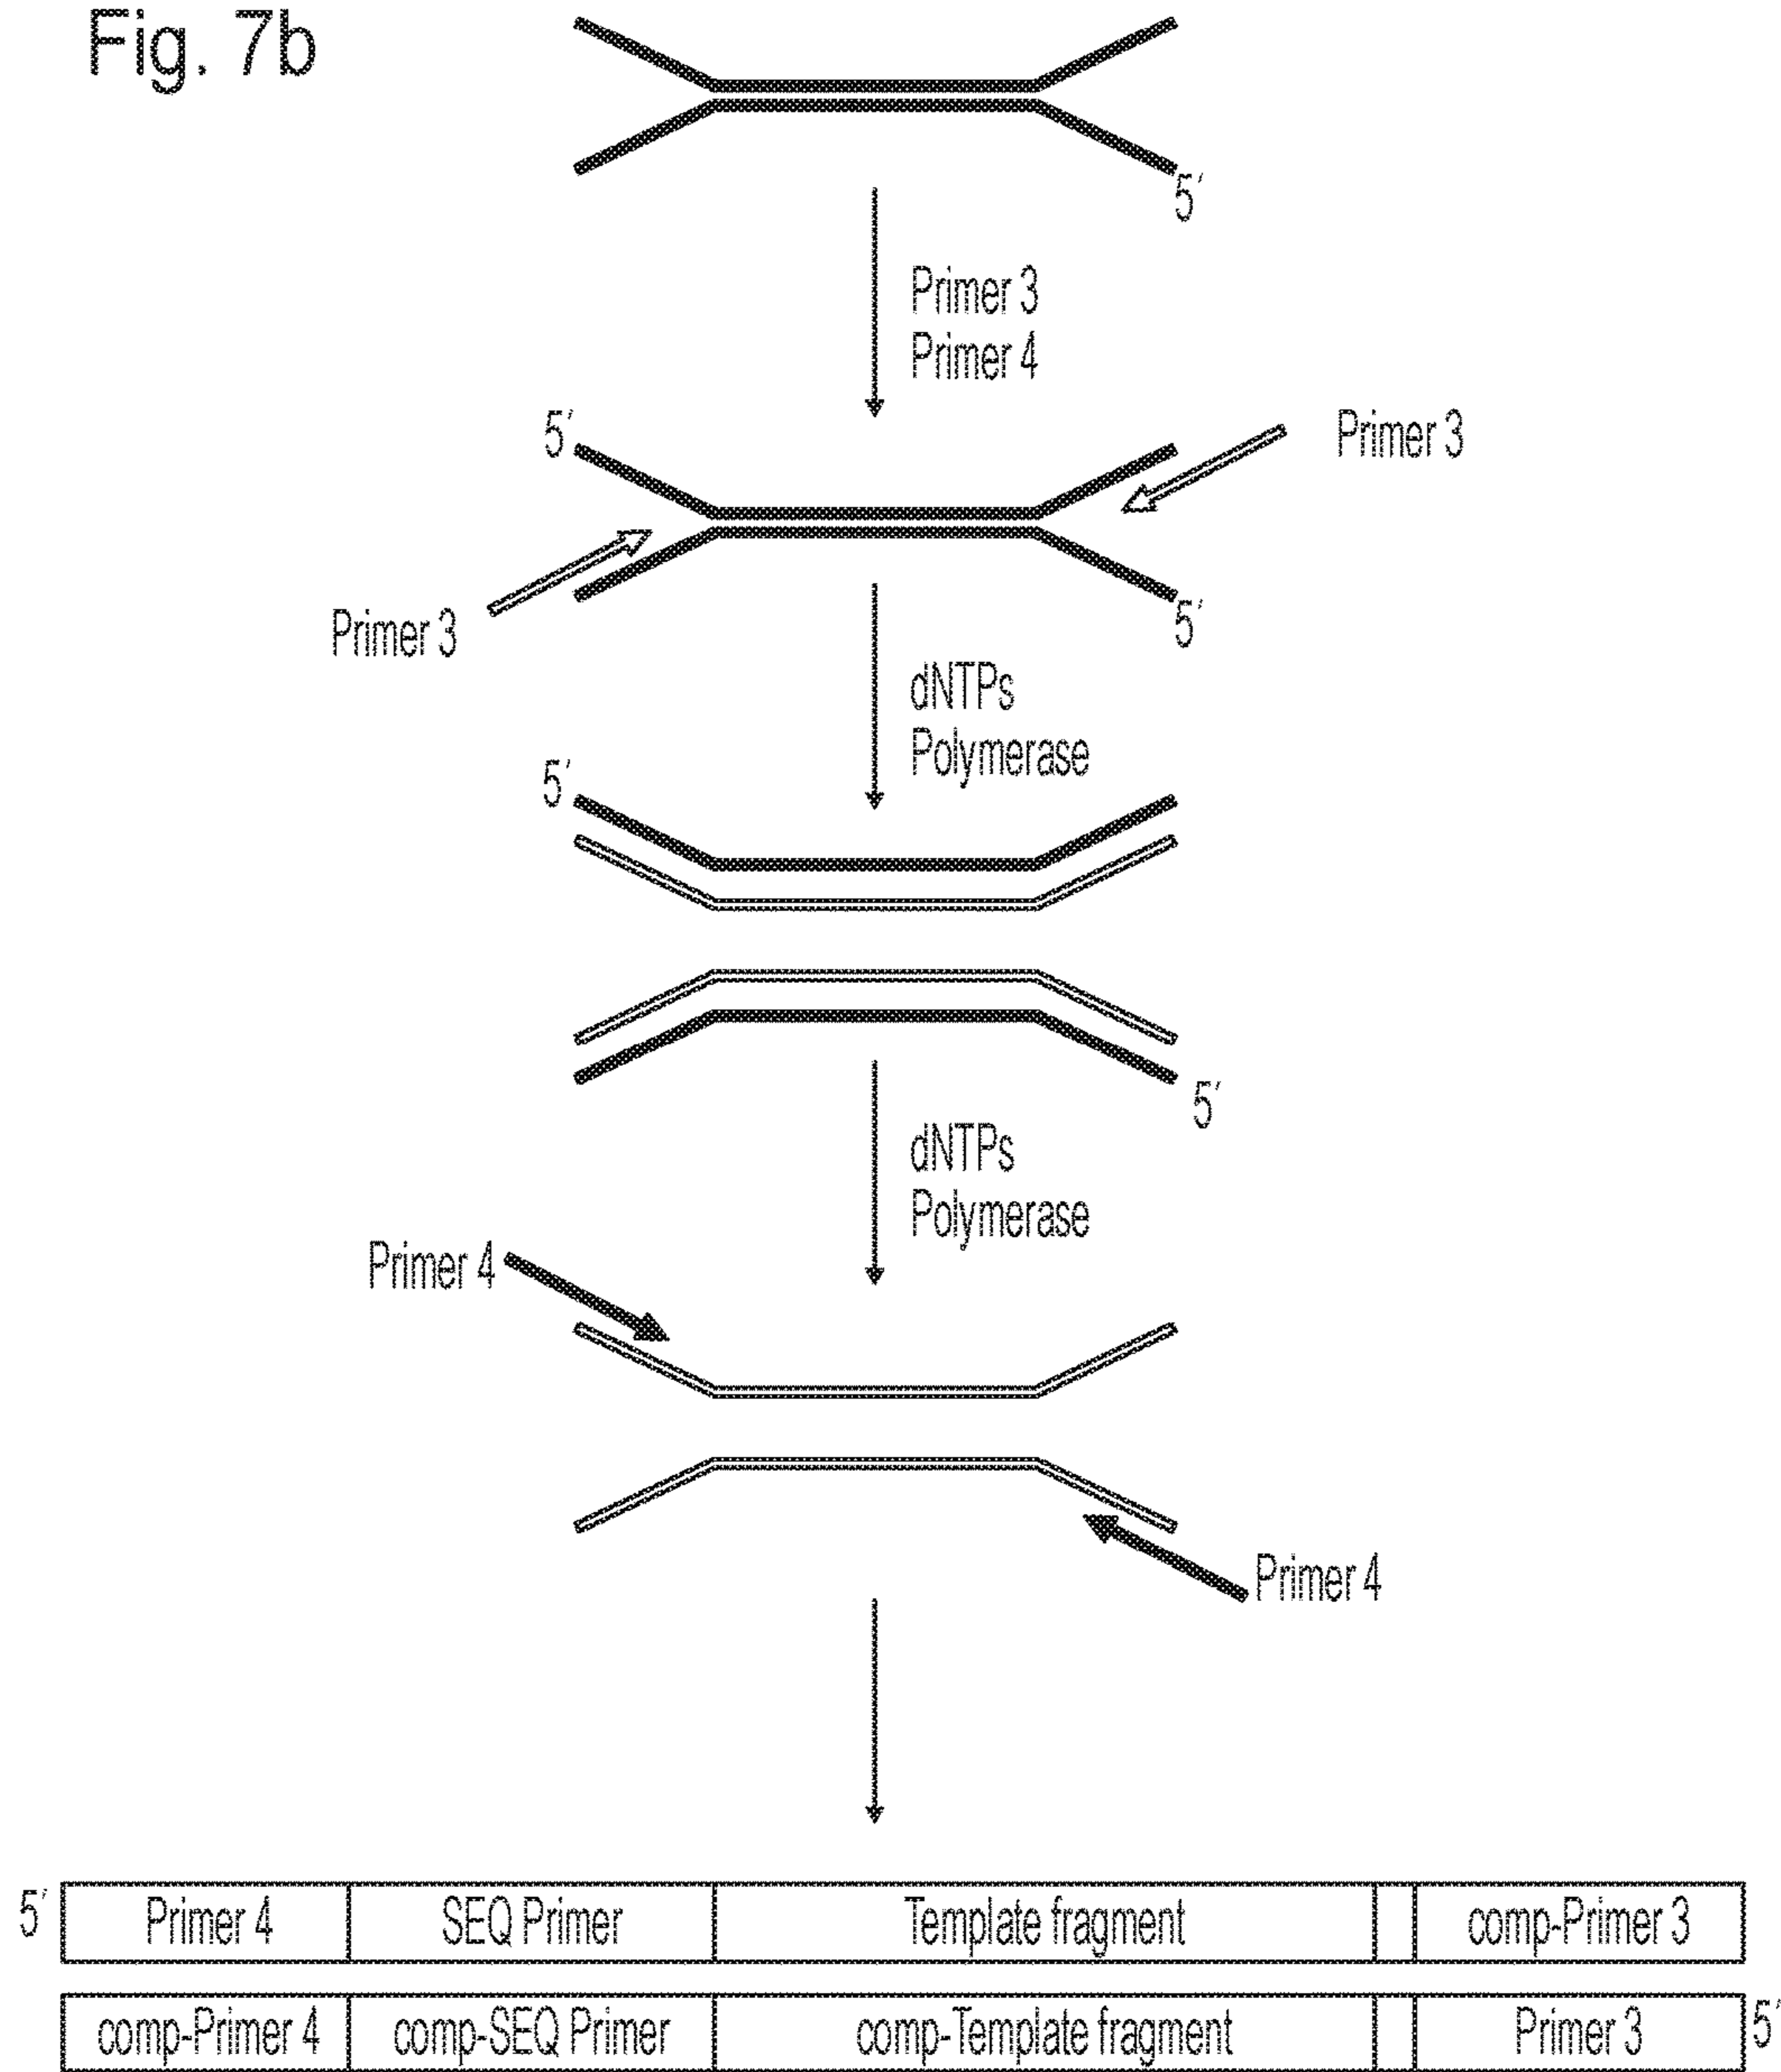 Fig. 7b
5′
Primer 3
Primer 4
5′
Primer 3
Primer 3
5′
dNTPs
Polymerase
5′
5′
dNTPs
Polymerase
Primer 4
Primer 4
5′ Primer 4 SEQ Primer Template fragment comp-Primer 3
comp-Primer 4 comp-SEQ Primer comp-Template fragment Primer 3 5′